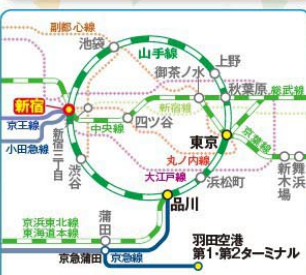 副都心線
池袋
山手線
上野
御茶ノ水
秋葉原
総武線
新宿
新宿線
京王線
中央線
四ツ谷
小田急線
新宿三丁目
東京
京葉線
丸ノ内線
大江戸線
渋谷
浜松町
新木場
舞浜
品川
京浜東北線
東海道本線
蒲田
京急蒲田
京急線
羽田空港
第1・第2ターミナル